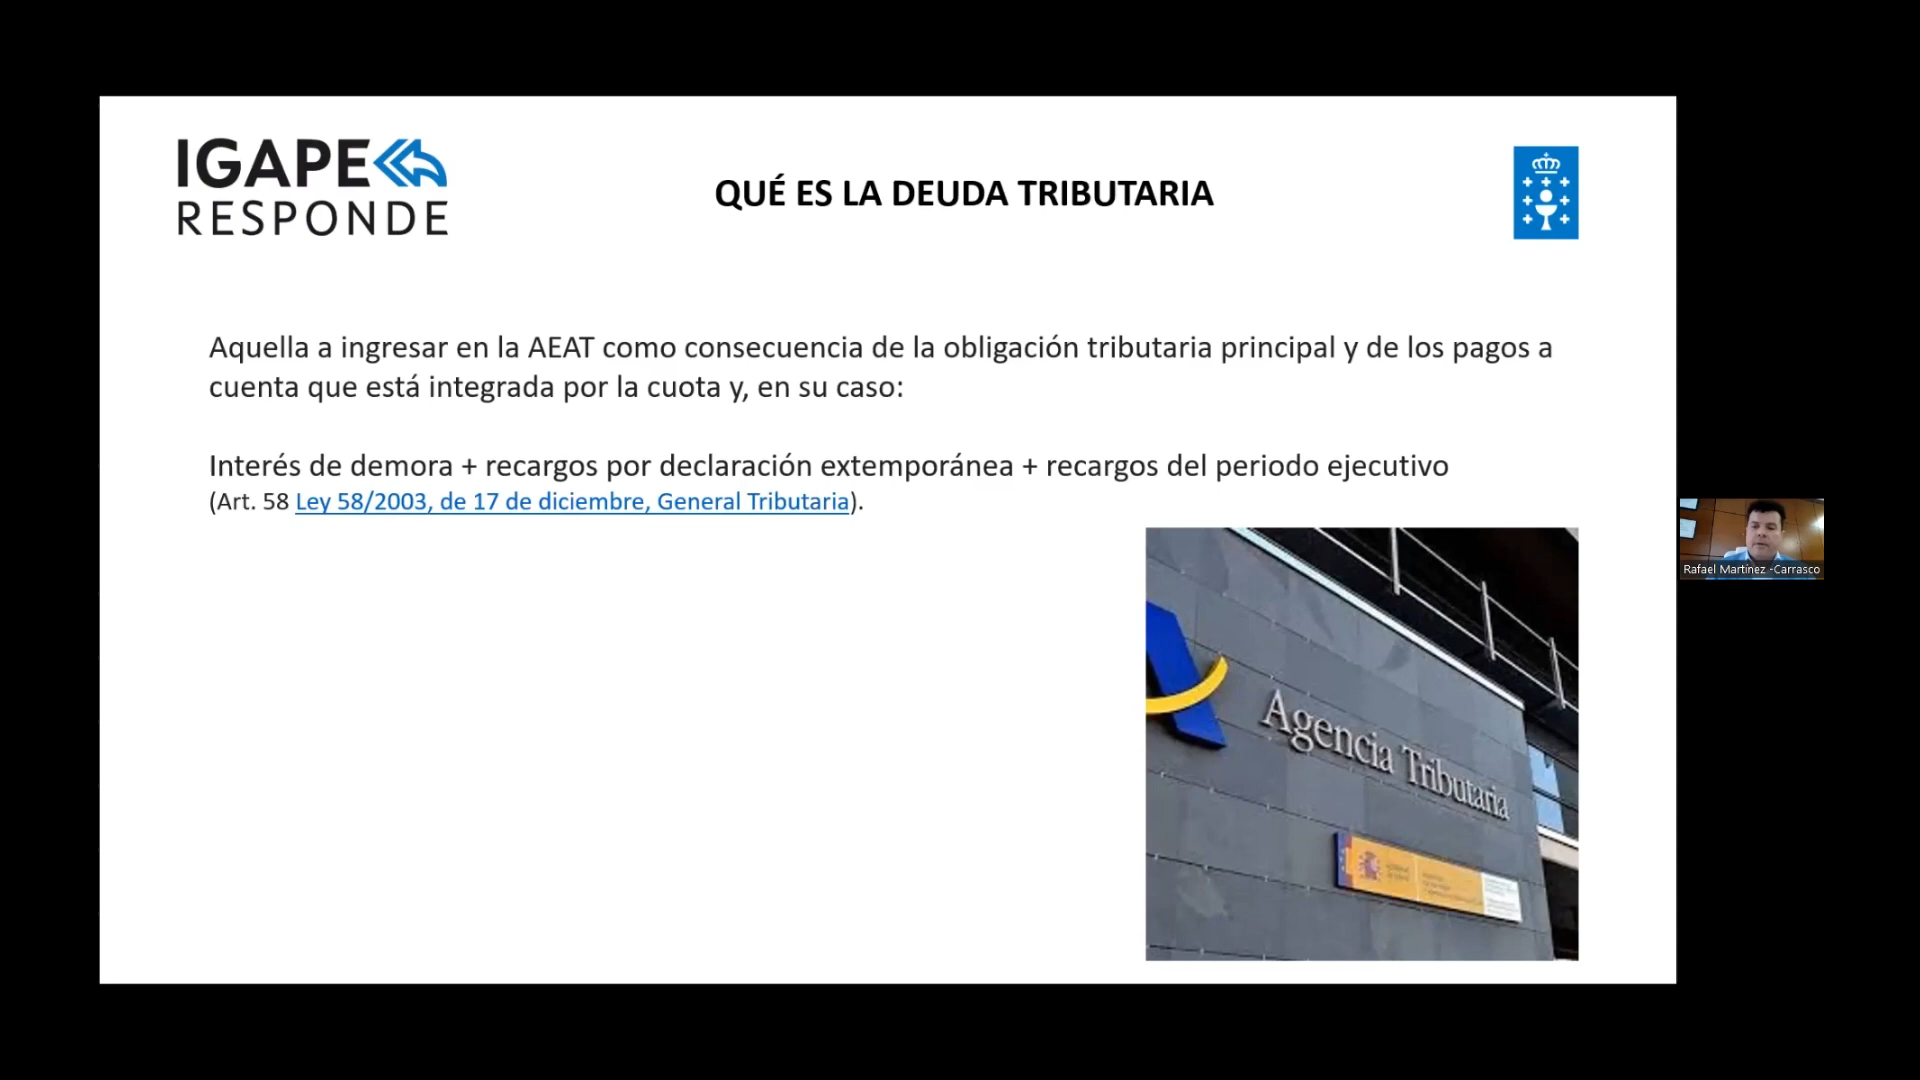 IGAPE
RESPONDE
QUÉ ES LA DEUDA TRIBUTARIA
Aquella a ingresar en la AEAT como consecuencia de la obligación tributaria principal y de los pagos a
cuenta que está integrada por la cuota y, en su caso:
Interés de demora + recargos por declaración extemporánea + recargos del periodo ejecutivo
(Art. 58 Ley 58/2003, de 17 de diciembre, General Tributaria).
Agencia Tributaria
Rafael Martínez -Carrasco